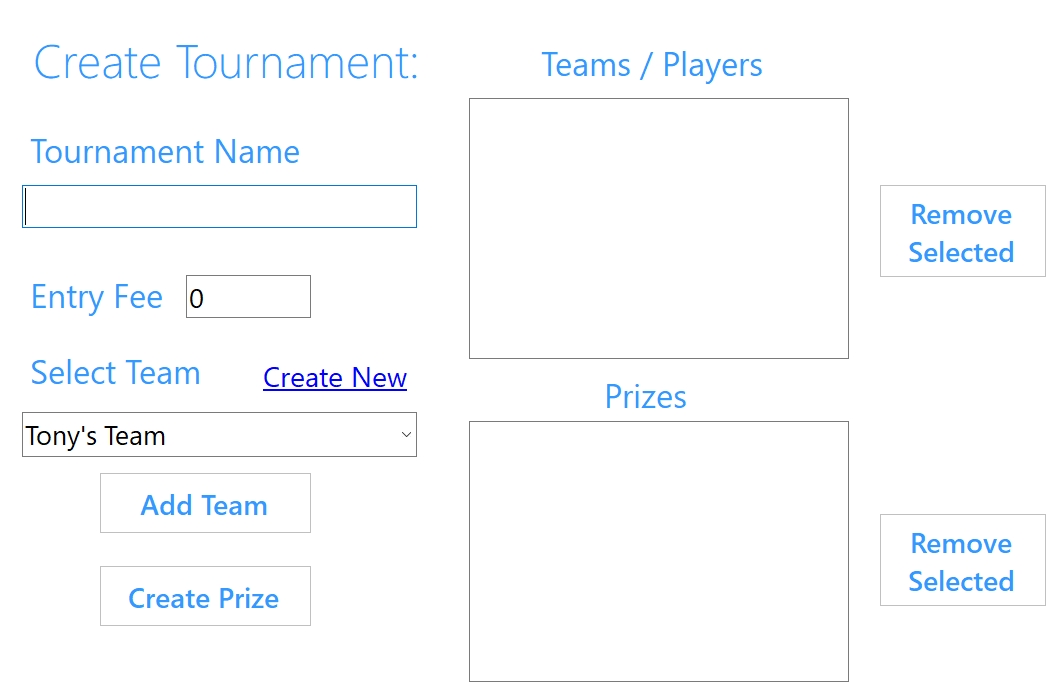 Create Tournament:
Tournament Name
Entry Fee 0
Select Team Create New
Tony's Team
Add Team
Create Prize
Teams / Players
Remove
Selected
Prizes
Remove
Selected